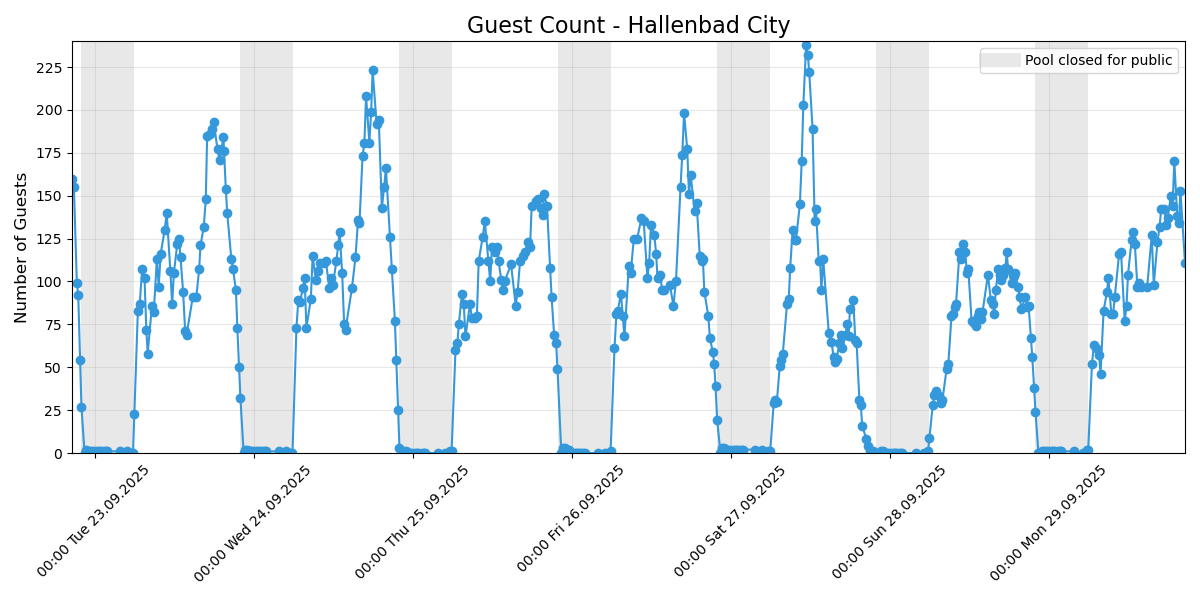 Guest Count - Hallenbad City
Pool closed for public
Number of Guests
225
200
175
150
125
100
75
50
25
0
00:00 Tue 23.09.2025
00:00 Wed 24.09.2025
00:00 Thu 25.09.2025
00:00 Fri 26.09.2025
00:00 Sat 27.09.2025
00:00 Sun 28.09.2025
00:00 Mon 29.09.2025